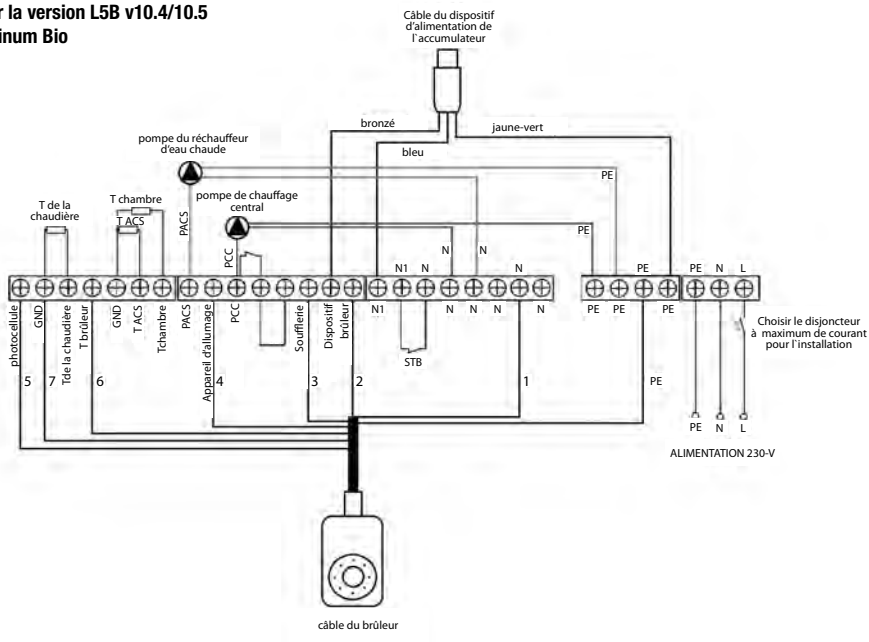 r la version L5B v10.4/10.5
inum Bio
Câble du dispositif
d'alimentation de
l`accumulateur
bronzé
jaune-vert
bleu
pompe du réchauffeur
d'eau chaude
PE
T de la
chaudière
T chambre
T ACS
pompe de chauffage
central
PACS
PCC
PE
N
N
N1
N
N
PE
PE
N
L
photocellule
GND
Tde la chaudière
T brûleur
GND
T ACS
Tchambre
PACS
Appareil d'allumage
PCC
Soufflerie
Dispositif
brûleur
N1
N
N
N
N
PE
PE
PE
STB
Choisir le disjoncteur
à maximum de courant
pour l`installation
5
7
6
4
3
2
1
PE
PE
N
L
ALIMENTATION 230-V
câble du brûleur